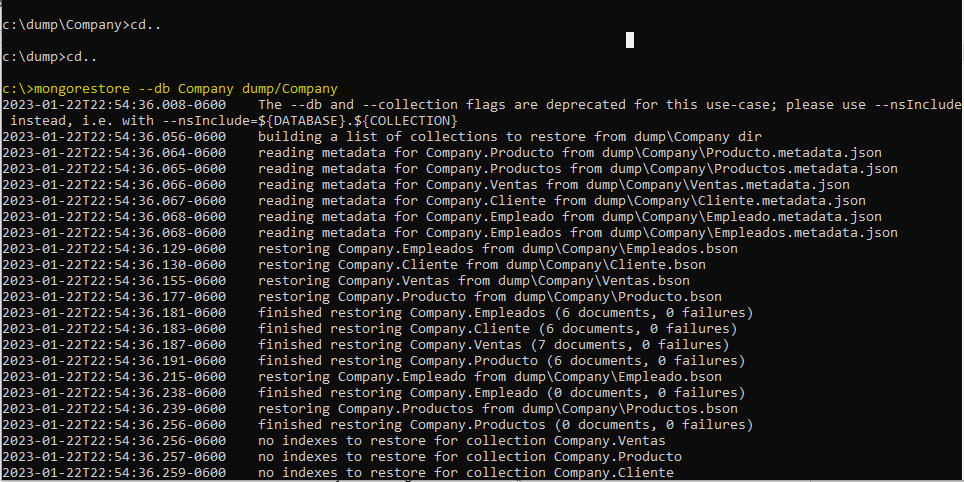 c:\dump\Company>cd..
c:\dump>cd..
c:\>mongorestore --db Company dump/Company
2023-01-22T22:54:36.008-0600    The --db and --collection flags are deprecated for this use-case; please use --nsInclude
 instead, i.e. with --nsInclude=${DATABASE}.${COLLECTION}
2023-01-22T22:54:36.056-0600    building a list of collections to restore from dump\Company dir
2023-01-22T22:54:36.064-0600    reading metadata for Company.Producto from dump\Company\Producto.metadata.json
2023-01-22T22:54:36.065-0600    reading metadata for Company.Productos from dump\Company\Productos.metadata.json
2023-01-22T22:54:36.066-0600    reading metadata for Company.Ventas from dump\Company\Ventas.metadata.json
2023-01-22T22:54:36.067-0600    reading metadata for Company.Cliente from dump\Company\Cliente.metadata.json
2023-01-22T22:54:36.068-0600    reading metadata for Company.Empleado from dump\Company\Empleado.metadata.json
2023-01-22T22:54:36.068-0600    reading metadata for Company.Empleados from dump\Company\Empleados.metadata.json
2023-01-22T22:54:36.129-0600    restoring Company.Empleados from dump\Company\Empleados.bson
2023-01-22T22:54:36.130-0600    restoring Company.Cliente from dump\Company\Cliente.bson
2023-01-22T22:54:36.155-0600    restoring Company.Ventas from dump\Company\Ventas.bson
2023-01-22T22:54:36.177-0600    restoring Company.Producto from dump\Company\Producto.bson
2023-01-22T22:54:36.181-0600    finished restoring Company.Empleados (6 documents, 0 failures)
2023-01-22T22:54:36.183-0600    finished restoring Company.Cliente (6 documents, 0 failures)
2023-01-22T22:54:36.187-0600    finished restoring Company.Ventas (7 documents, 0 failures)
2023-01-22T22:54:36.191-0600    finished restoring Company.Producto (6 documents, 0 failures)
2023-01-22T22:54:36.215-0600    restoring Company.Empleado from dump\Company\Empleado.bson
2023-01-22T22:54:36.238-0600    finished restoring Company.Empleado (0 documents, 0 failures)
2023-01-22T22:54:36.239-0600    restoring Company.Productos from dump\Company\Productos.bson
2023-01-22T22:54:36.256-0600    finished restoring Company.Productos (0 documents, 0 failures)
2023-01-22T22:54:36.256-0600    no indexes to restore for collection Company.Ventas
2023-01-22T22:54:36.257-0600    no indexes to restore for collection Company.Producto
2023-01-22T22:54:36.259-0600    no indexes to restore for collection Company.Cliente